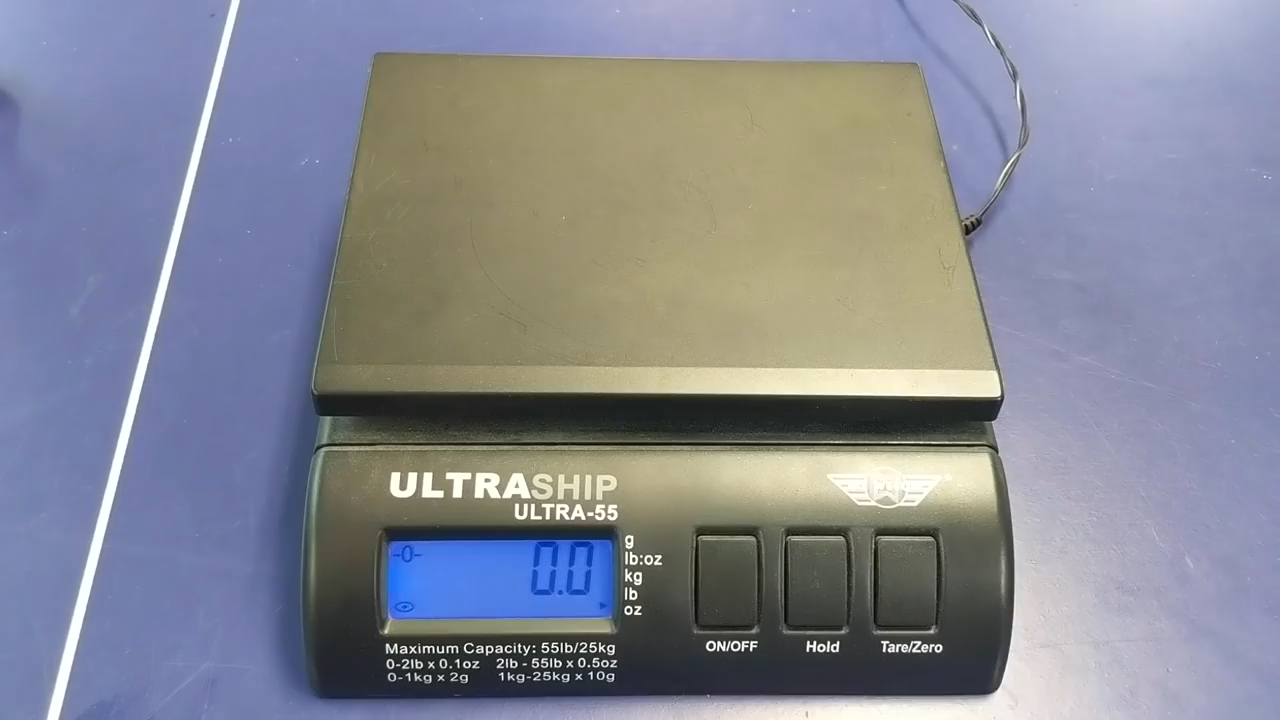 ULTRASHIP
ULTRA-55
-0- 0.0
g
lb:oz
kg
lb
oz
ON/OFF Hold Tare/Zero
Maximum Capacity: 55lb/25kg
0-2lb x 0.1oz 2lb - 55lb x 0.5oz
0-1kg x 2g 1kg-25kg x 10g